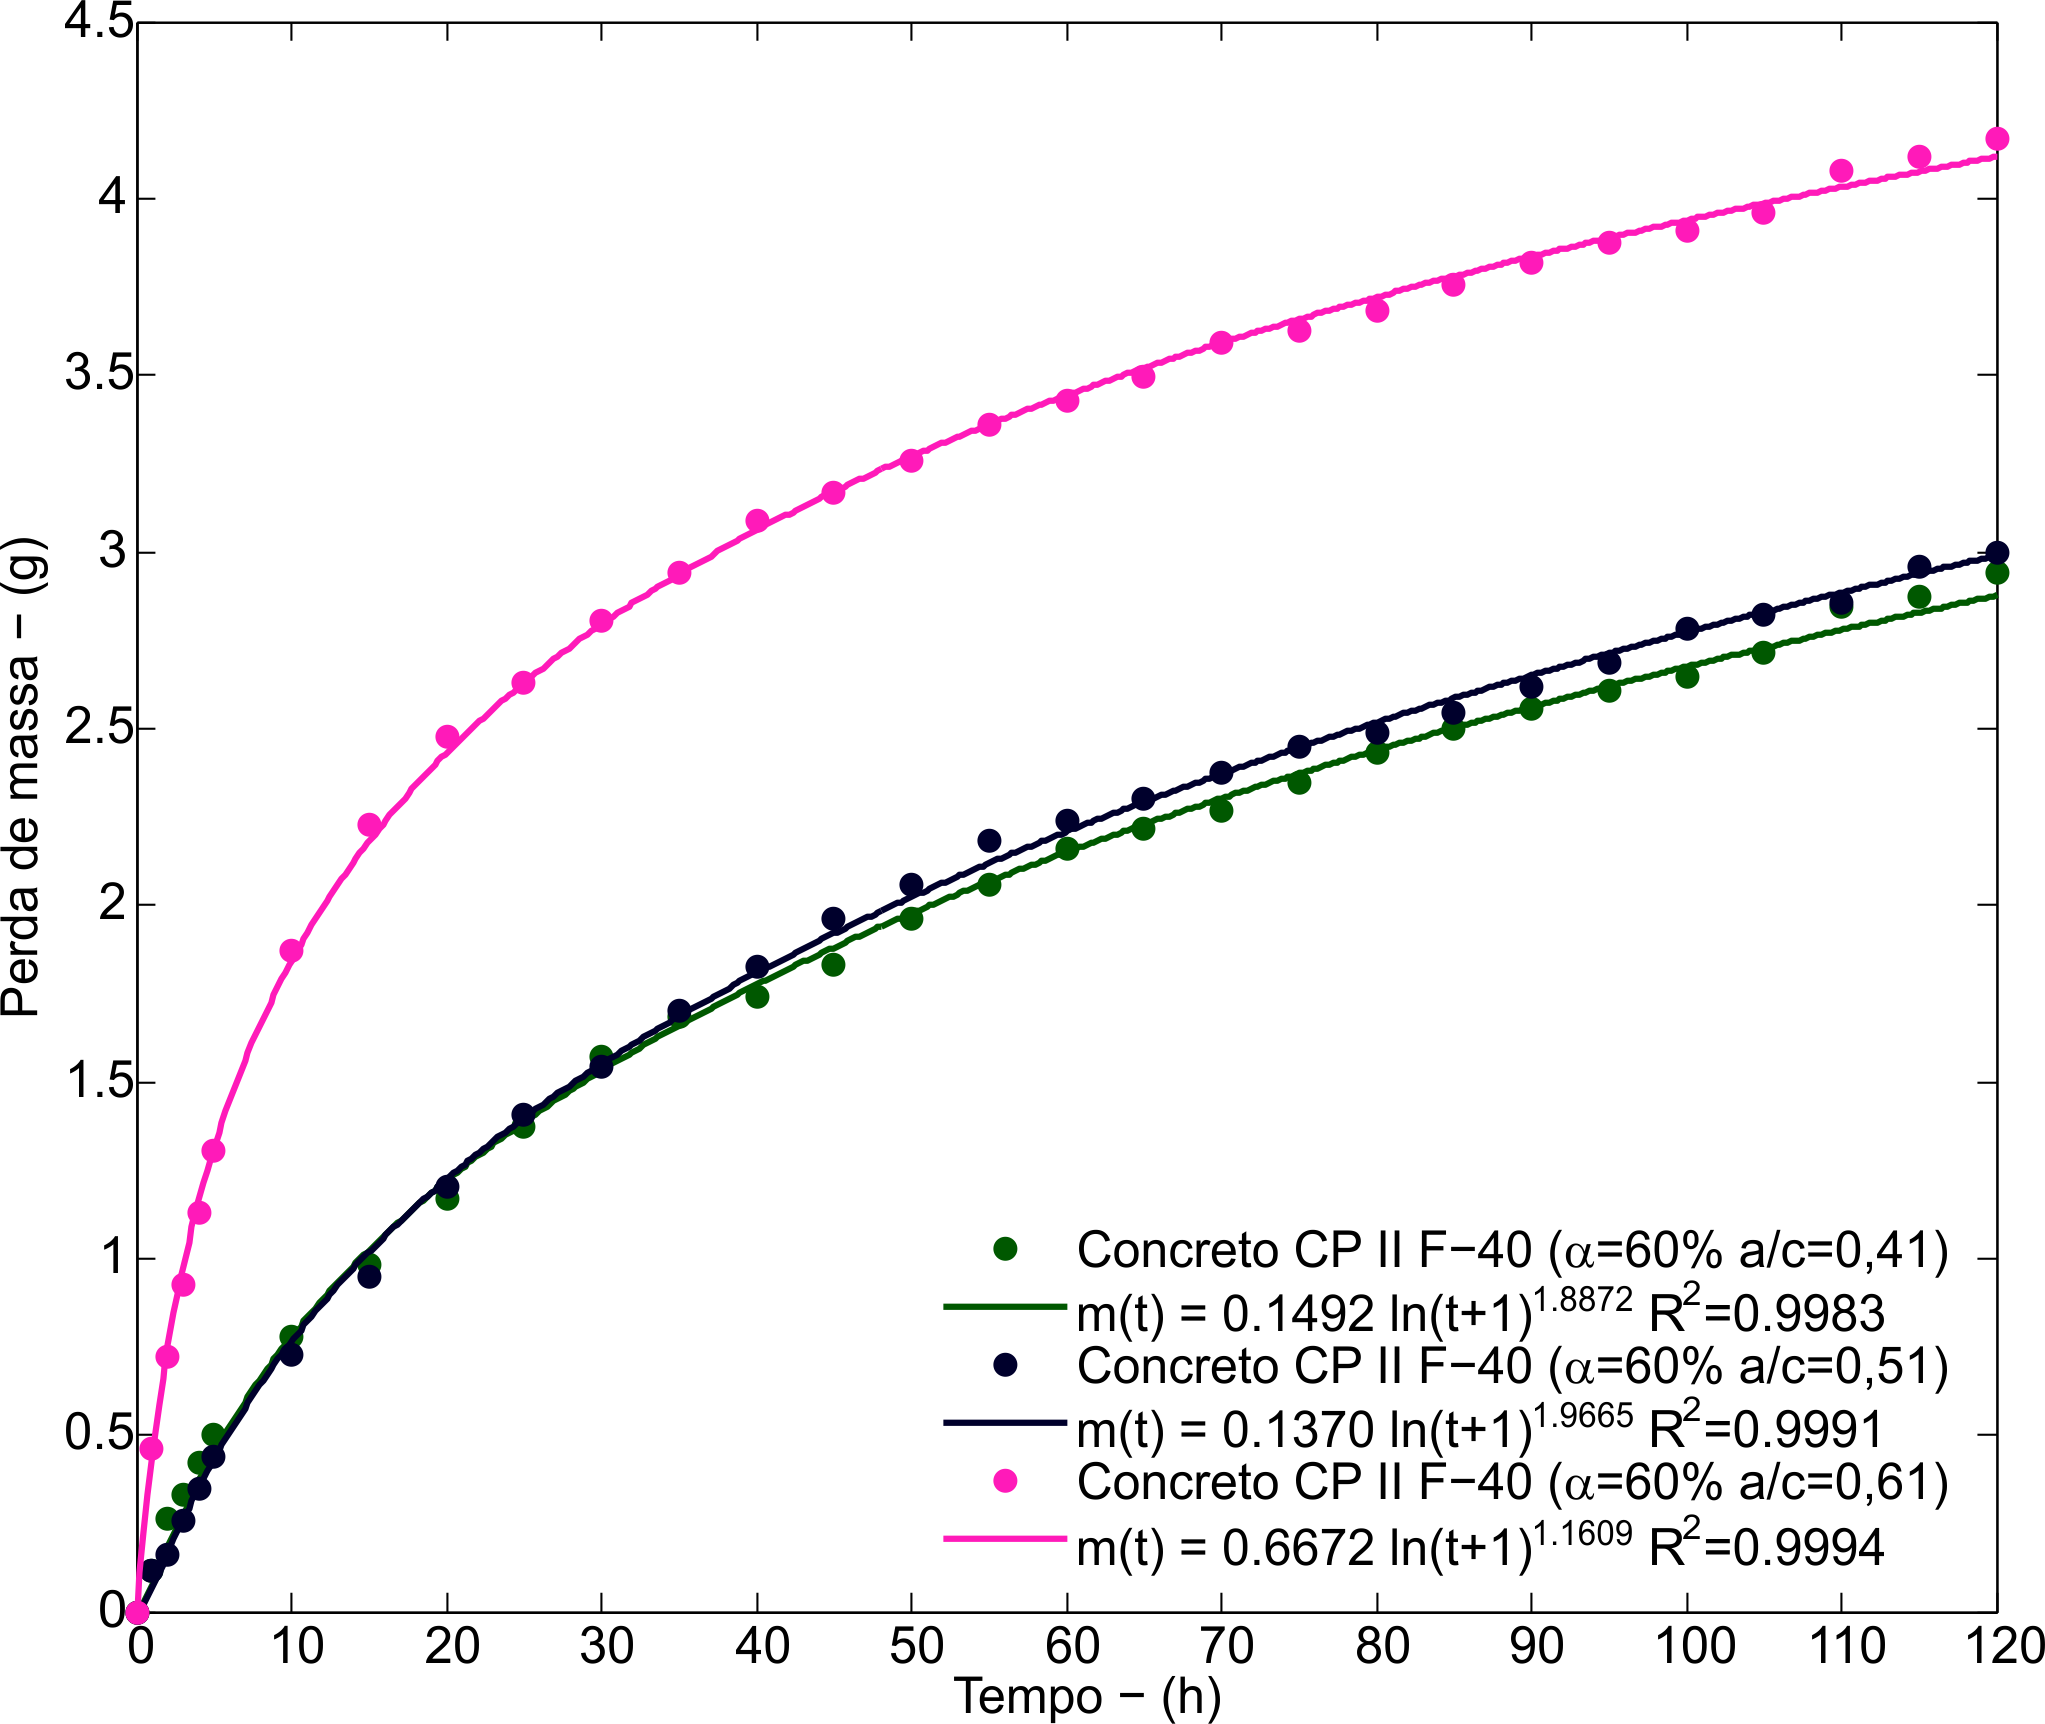 4.5
4
3.5
3
2.5
2
1.5
1
0.5
0
Perda de massa − (g)
Concreto CP II F−40 (α=60% a/c=0,41)
m(t) = 0.1492 ln(t+1)^1.8872 R²=0.9983
Concreto CP II F−40 (α=60% a/c=0,51)
m(t) = 0.1370 ln(t+1)^1.9665 R²=0.9991
Concreto CP II F−40 (α=60% a/c=0,61)
m(t) = 0.6672 ln(t+1)^1.1609 R²=0.9994
0 10 20 30 40 50 60 70 80 90 100 110 120
Tempo − (h)